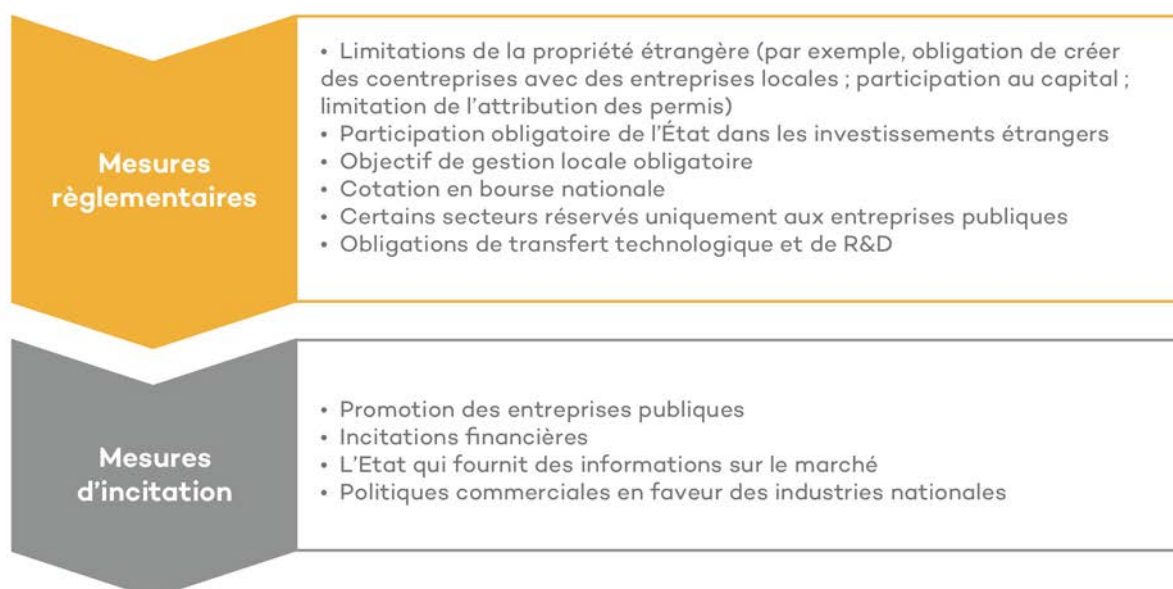 Mesures
règlementaires
• Limitations de la propriété étrangère (par exemple, obligation de créer
des coentreprises avec des entreprises locales ; participation au capital ;
limitation de l'attribution des permis)
• Participation obligatoire de l'État dans les investissements étrangers
• Objectif de gestion locale obligatoire
• Cotation en bourse nationale
• Certains secteurs réservés uniquement aux entreprises publiques
• Obligations de transfert technologique et de R&D
Mesures
d'incitation
• Promotion des entreprises publiques
• Incitations financières
• L'Etat qui fournit des informations sur le marché
• Politiques commerciales en faveur des industries nationales